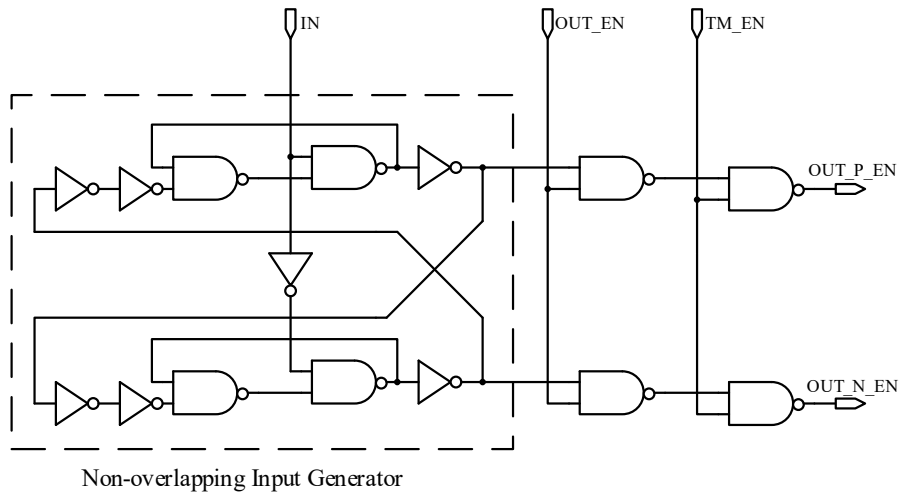 IN
OUT_EN
TM_EN
OUT_P_EN
OUT_N_EN
Non-overlapping Input Generator